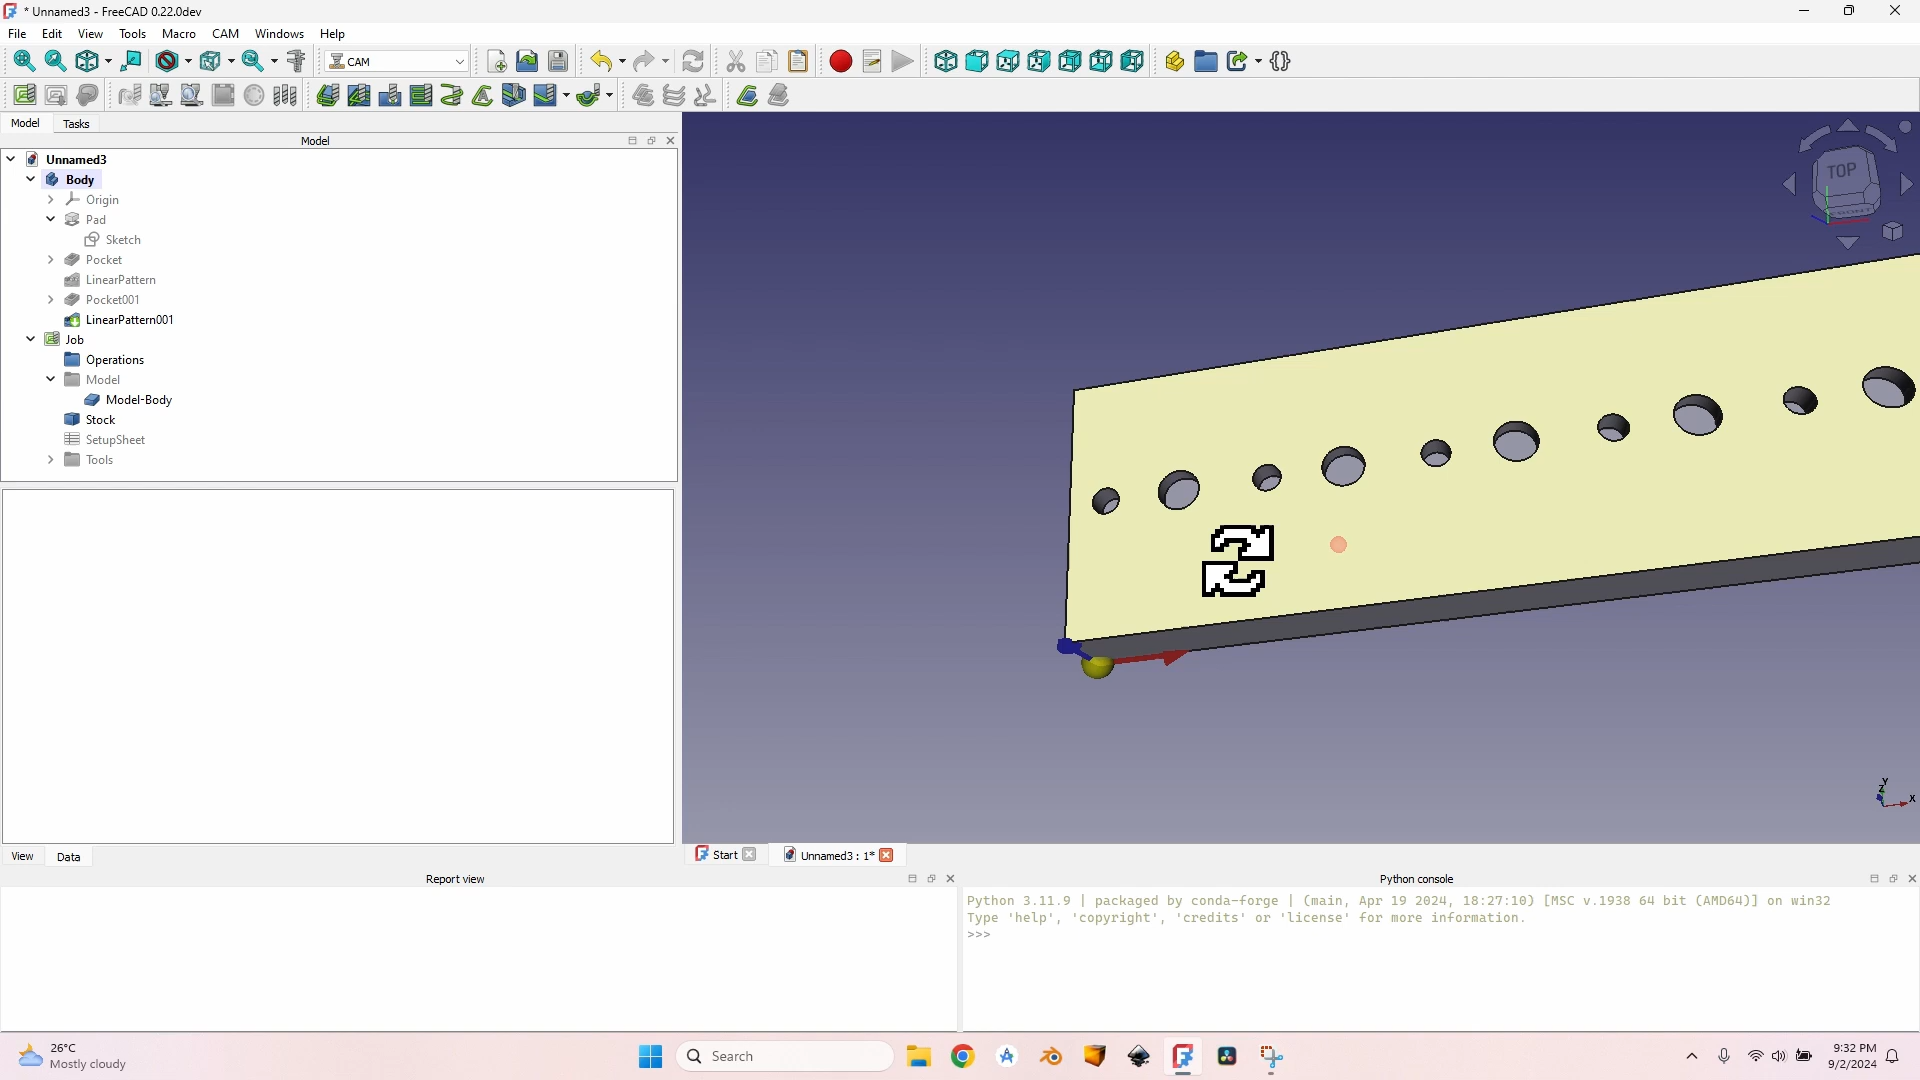 * Unnamed3 - FreeCAD 0.22.0dev
File Edit View Tools Macro CAM Windows Help
CAM
Model Tasks
Model
Unnamed3
Body
Origin
Pad
Sketch
Pocket
LinearPattern
Pocket001
LinearPattern001
Job
Operations
Model
Model-Body
Stock
SetupSheet
Tools
TOP
FRONT
Y
Z
X
View Data
Start Unnamed3 : 1*
Report view
Python console
Python 3.11.9 | packaged by conda-forge | (main, Apr 19 2024, 18:27:10) [MSC v.1938 64 bit (AMD64)] on win32
Type 'help', 'copyright', 'credits' or 'license' for more information.
>>>
26°C
Mostly cloudy
Search
9:32 PM
9/2/2024